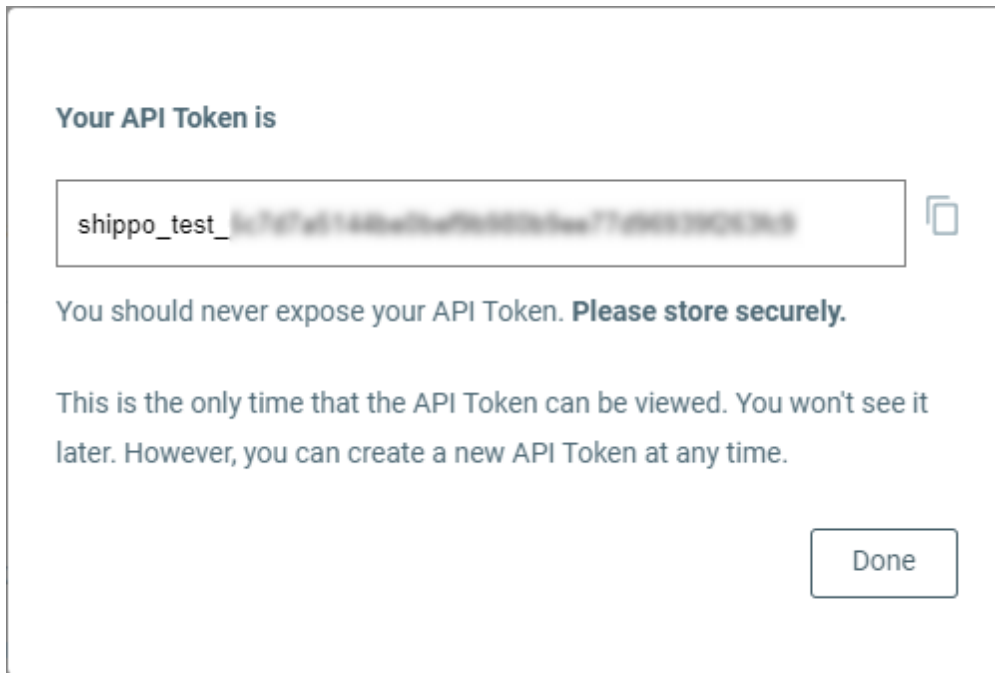 Your API Token is
shippo_test_
You should never expose your API Token. Please store securely.
This is the only time that the API Token can be viewed. You won't see it
later. However, you can create a new API Token at any time.
Done